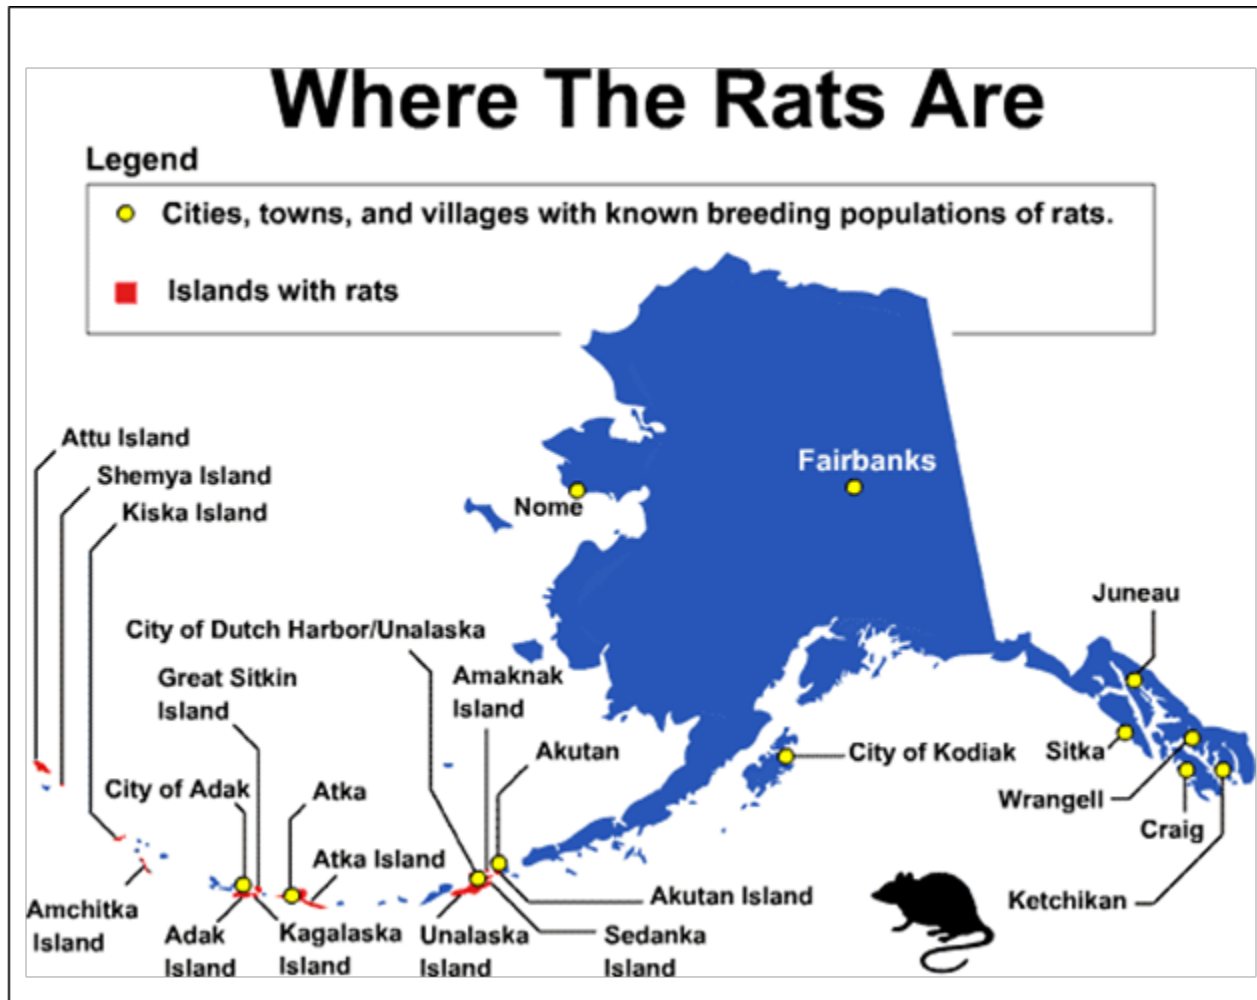 Where The Rats Are
Legend
Cities, towns, and villages with known breeding populations of rats.
Islands with rats
Attu Island
Shemya Island
Kiska Island
Fairbanks
Nome
Juneau
City of Dutch Harbor/Unalaska
Great Sitkin
Island
Amaknak
Island
Akutan
City of Kodiak
Sitka
City of Adak
Atka
Wrangell
Craig
Atka Island
Akutan Island
Ketchikan
Amchitka
Island
Adak
Island
Kagalaska
Island
Unalaska
Island
Sedanka
Island